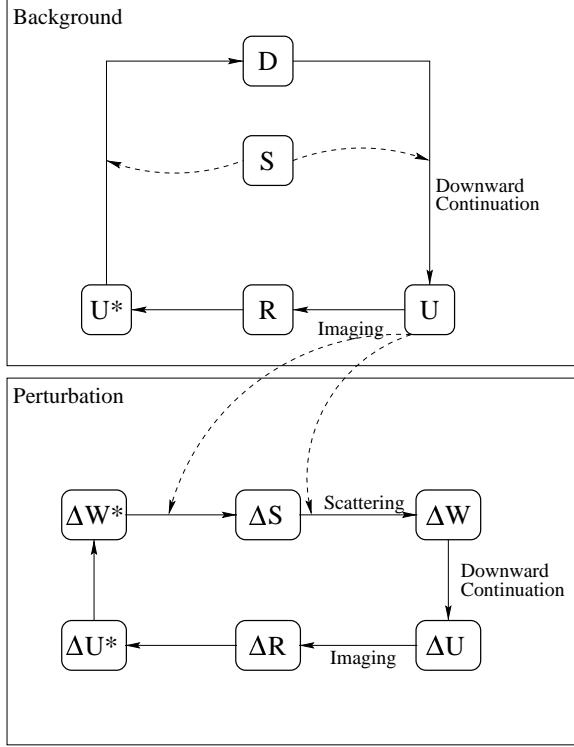 Background
D
S
Downward
Continuation
U*
R
U
Imaging
Perturbation
ΔW*
ΔS
Scattering
ΔW
Downward
Continuation
ΔU*
ΔR
Imaging
ΔU